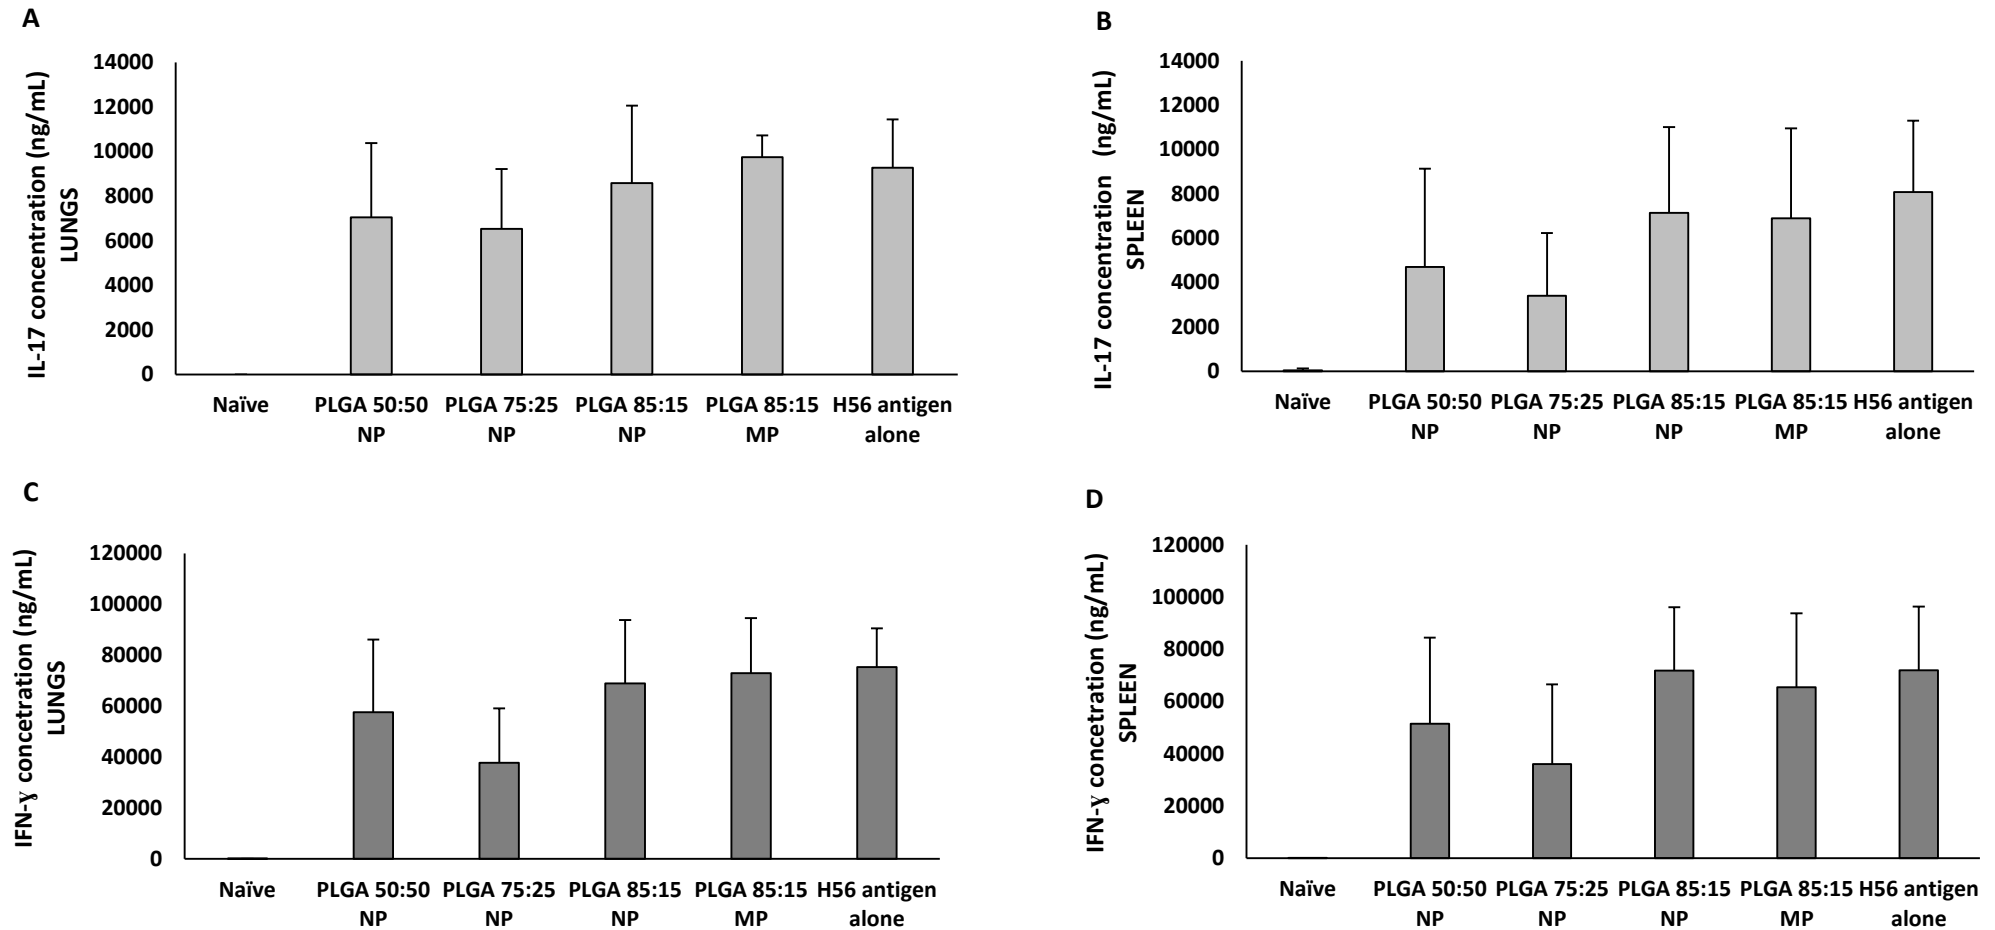 A
IL-17 concentration (ng/mL)
LUNGS
14000
12000
10000
8000
6000
4000
2000
0
Naïve
PLGA 50:50
NP
PLGA 75:25
NP
PLGA 85:15
NP
PLGA 85:15
MP
H56 antigen
alone
B
IL-17 concentration (ng/mL)
SPLEEN
14000
12000
10000
8000
6000
4000
2000
0
Naïve
PLGA 50:50
NP
PLGA 75:25
NP
PLGA 85:15
NP
PLGA 85:15
MP
H56 antigen
alone
C
IFN-ɣ concetration (ng/mL)
LUNGS
120000
100000
80000
60000
40000
20000
0
Naïve
PLGA 50:50
NP
PLGA 75:25
NP
PLGA 85:15
NP
PLGA 85:15
MP
H56 antigen
alone
D
IFN-ɣ concetration (ng/mL)
SPLEEN
120000
100000
80000
60000
40000
20000
0
Naïve
PLGA 50:50
NP
PLGA 75:25
NP
PLGA 85:15
NP
PLGA 85:15
MP
H56 antigen
alone